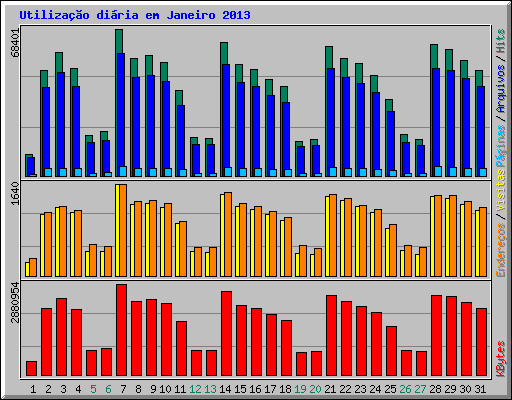 Utilização diária em Janeiro 2013
68401
1640
2880954
Endereços / Visitas Páginas / Arquivos / Hits
KBytes
1 2 3 4 5 6 7 8 9 10 11 12 13 14 15 16 17 18 19 20 21 22 23 24 25 26 27 28 29 30 31